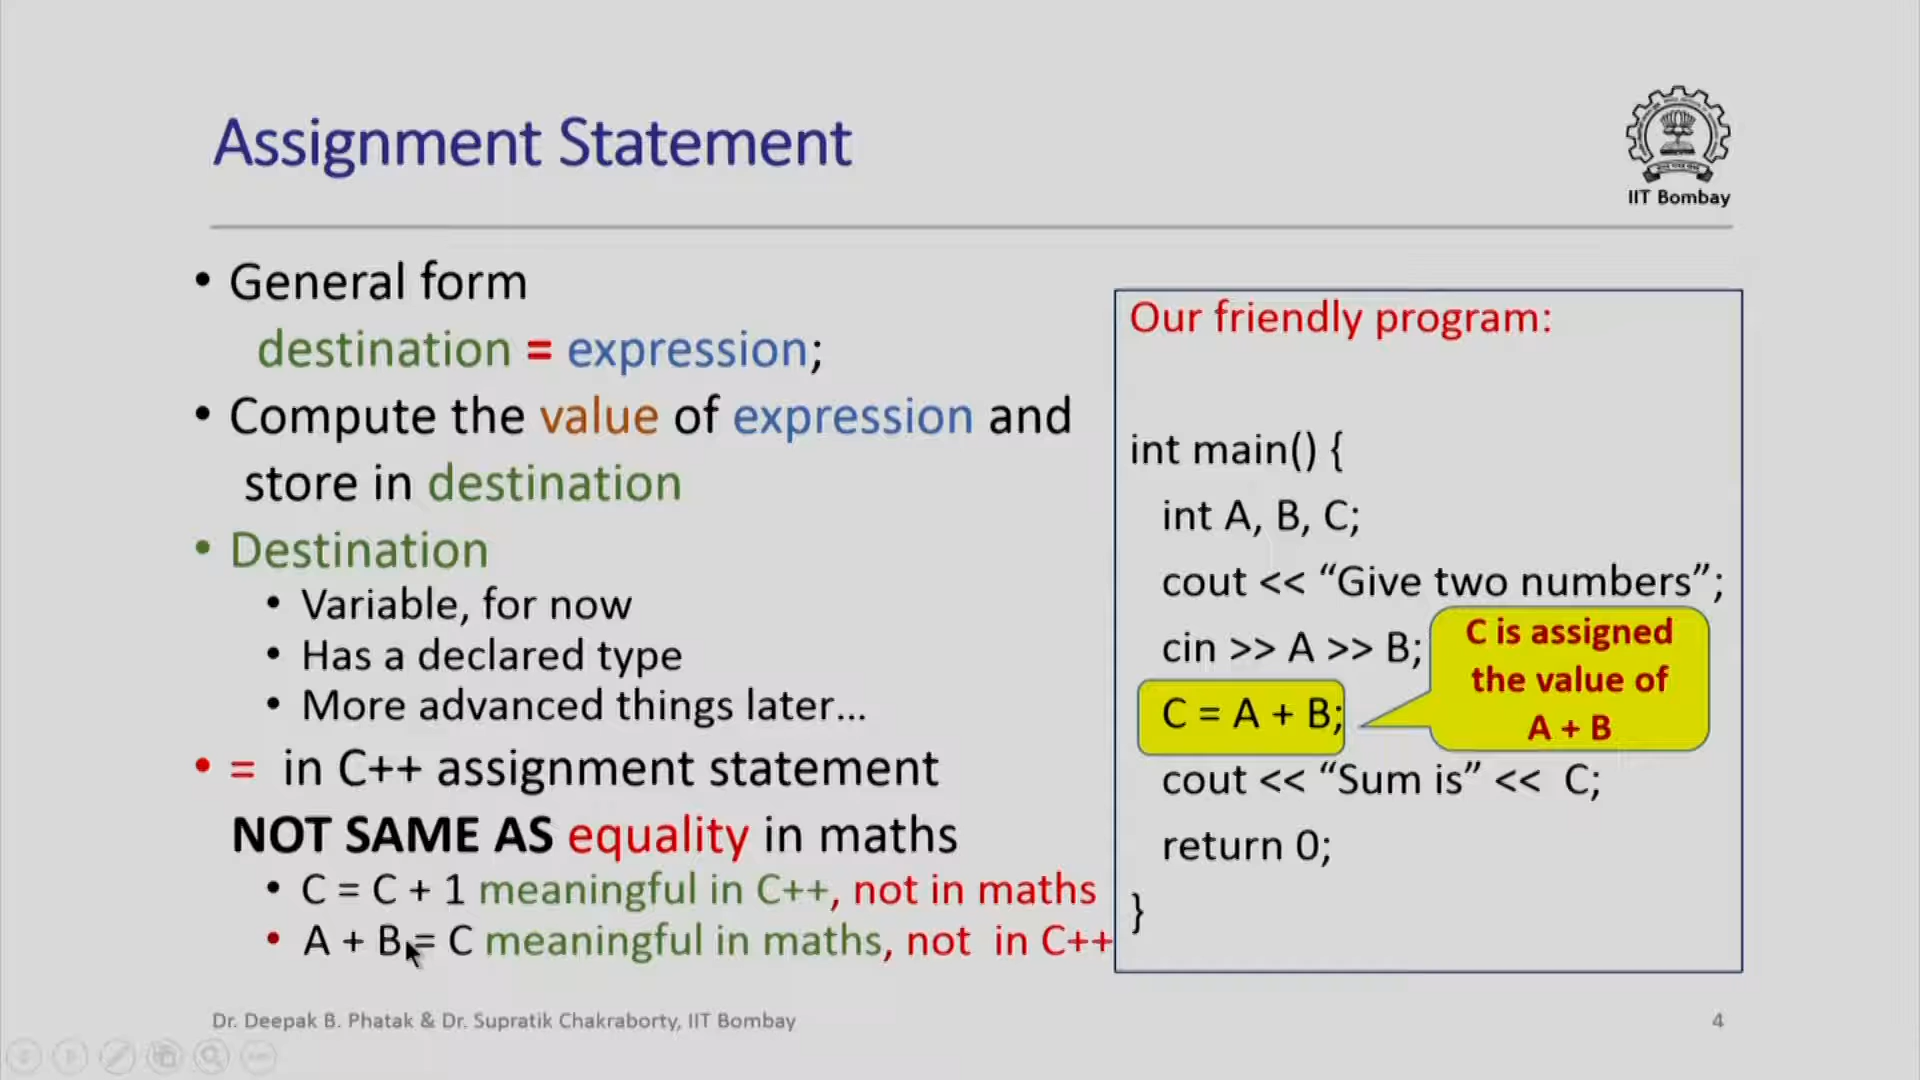 Assignment Statement
IIT Bombay
• General form
destination = expression;
• Compute the value of expression and
store in destination
• Destination
• Variable, for now
• Has a declared type
• More advanced things later...
• = in C++ assignment statement
NOT SAME AS equality in maths
• C = C + 1 meaningful in C++, not in maths
• A + B = C meaningful in maths, not in C++
Our friendly program:
int main() {
int A, B, C;
cout << “Give two numbers”;
cin >> A >> B;
C = A + B;
cout << “Sum is” << C;
return 0;
}
C is assigned
the value of
A + B
Dr. Deepak B. Phatak & Dr. Supratik Chakraborty, IIT Bombay
4